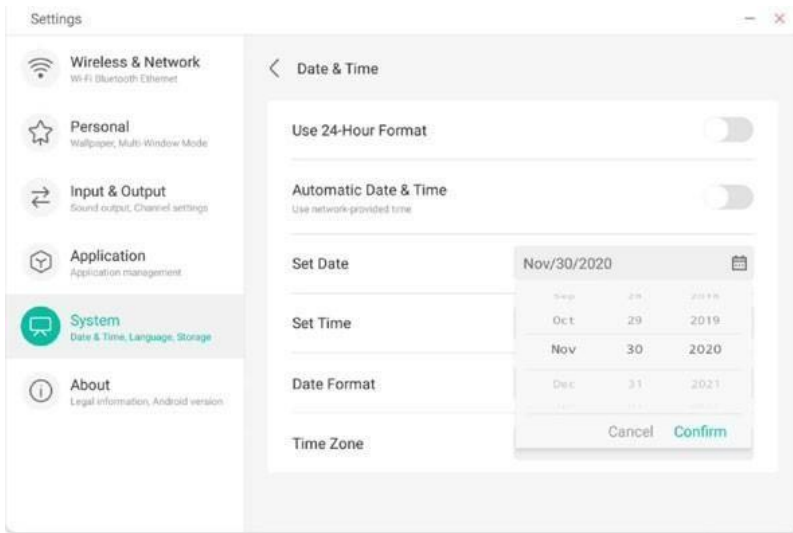 Settings
Wireless & Network
Wi-Fi Bluetooth Ethernet
Personal
Wallpaper, Multi-Window Mode
Input & Output
Sound output, Channel settings
Application
Application management
System
Date & Time, Language, Storage
About
Legal information, Android version
Date & Time
Use 24-Hour Format
Automatic Date & Time
Use network-provided time
Set Date
Nov/30/2020
Sep 28 2018
Oct 29 2019
Set Time
Nov 30 2020
Date Format
Dec 31 2021
Cancel Confirm
Time Zone